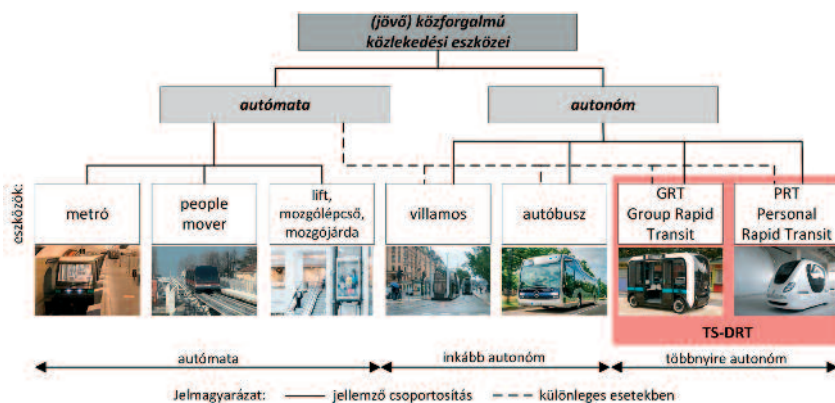 (jövő) közforgalmú
közlekedési eszközei
autómata
autonóm
eszközök:
metró
people
mover
lift,
mozgólépcső,
mozgójárda
villamos
autóbusz
GRT
Group Rapid
Transit
PRT
Personal
Rapid Transit
TS-DRT
autómata
inkább autonóm
többnyire autonóm
Jelmagyarázat:
jellemző csoportosítás
különleges esetekben